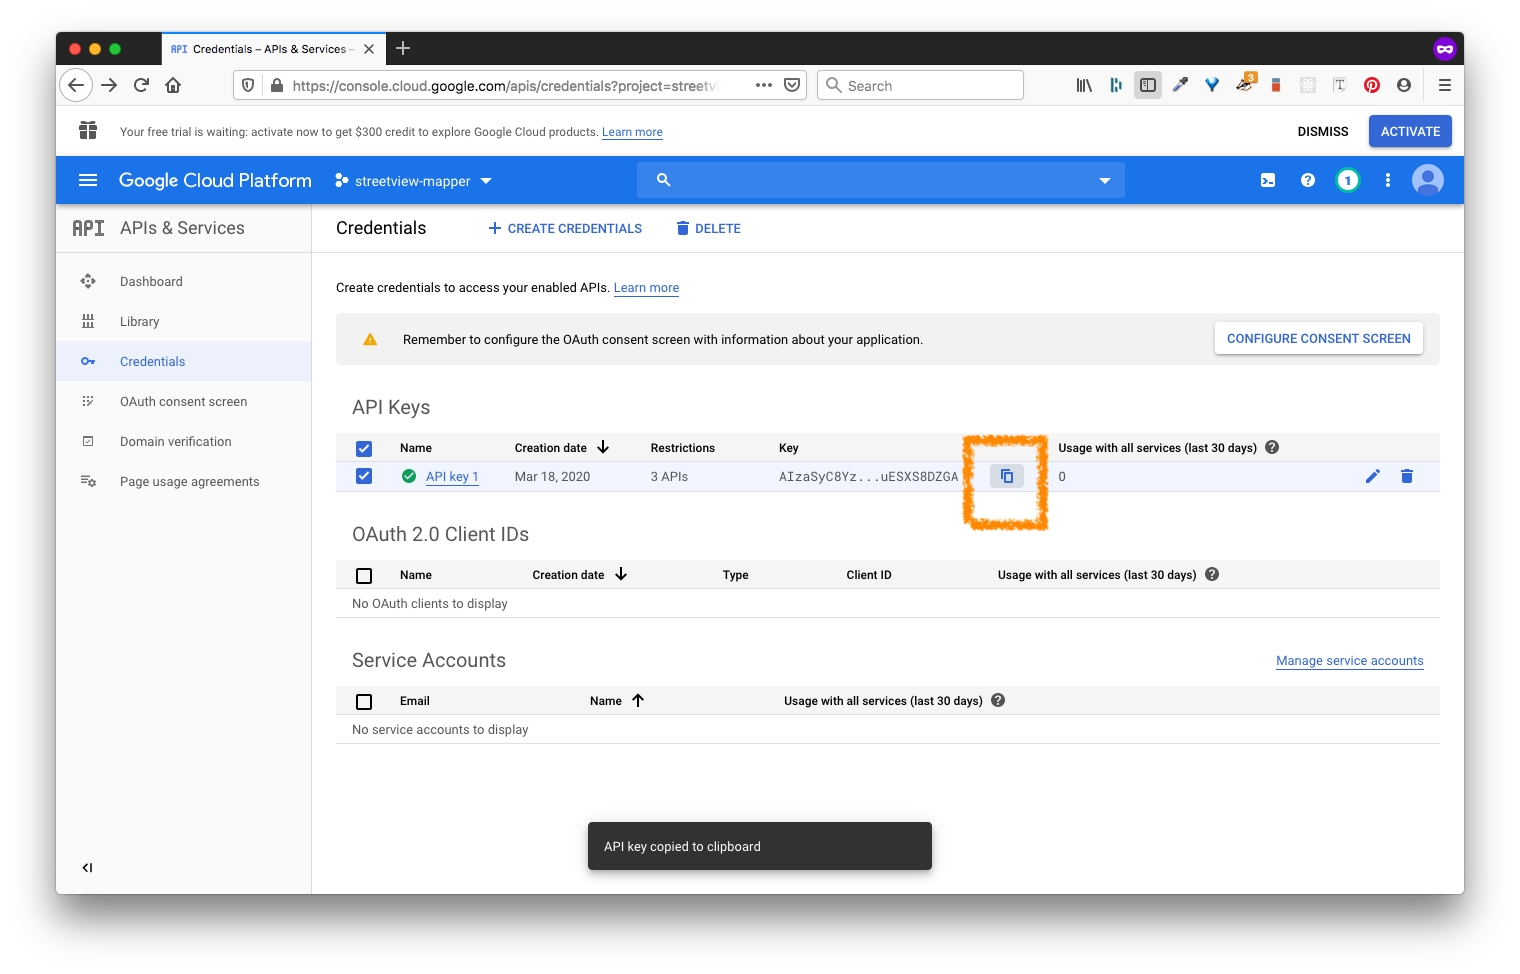 API Credentials – APIs & Services –
https://console.cloud.google.com/apis/credentials?project=streetvi
Search
3
Your free trial is waiting: activate now to get $300 credit to explore Google Cloud products. Learn more
DISMISS
ACTIVATE
Google Cloud Platform
streetview-mapper
1
API APIs & Services
Credentials
CREATE CREDENTIALS
DELETE
Dashboard
Library
Credentials
OAuth consent screen
Domain verification
Page usage agreements
Create credentials to access your enabled APIs. Learn more
Remember to configure the OAuth consent screen with information about your application.
CONFIGURE CONSENT SCREEN
API Keys
Name Creation date Restrictions Key Usage with all services (last 30 days)
API key 1 Mar 18, 2020 3 APIs AIzaSyC8Yz...uESXS8DZGA 0
OAuth 2.0 Client IDs
Name Creation date Type Client ID Usage with all services (last 30 days)
No OAuth clients to display
Service Accounts
Manage service accounts
Email Name Usage with all services (last 30 days)
No service accounts to display
API key copied to clipboard